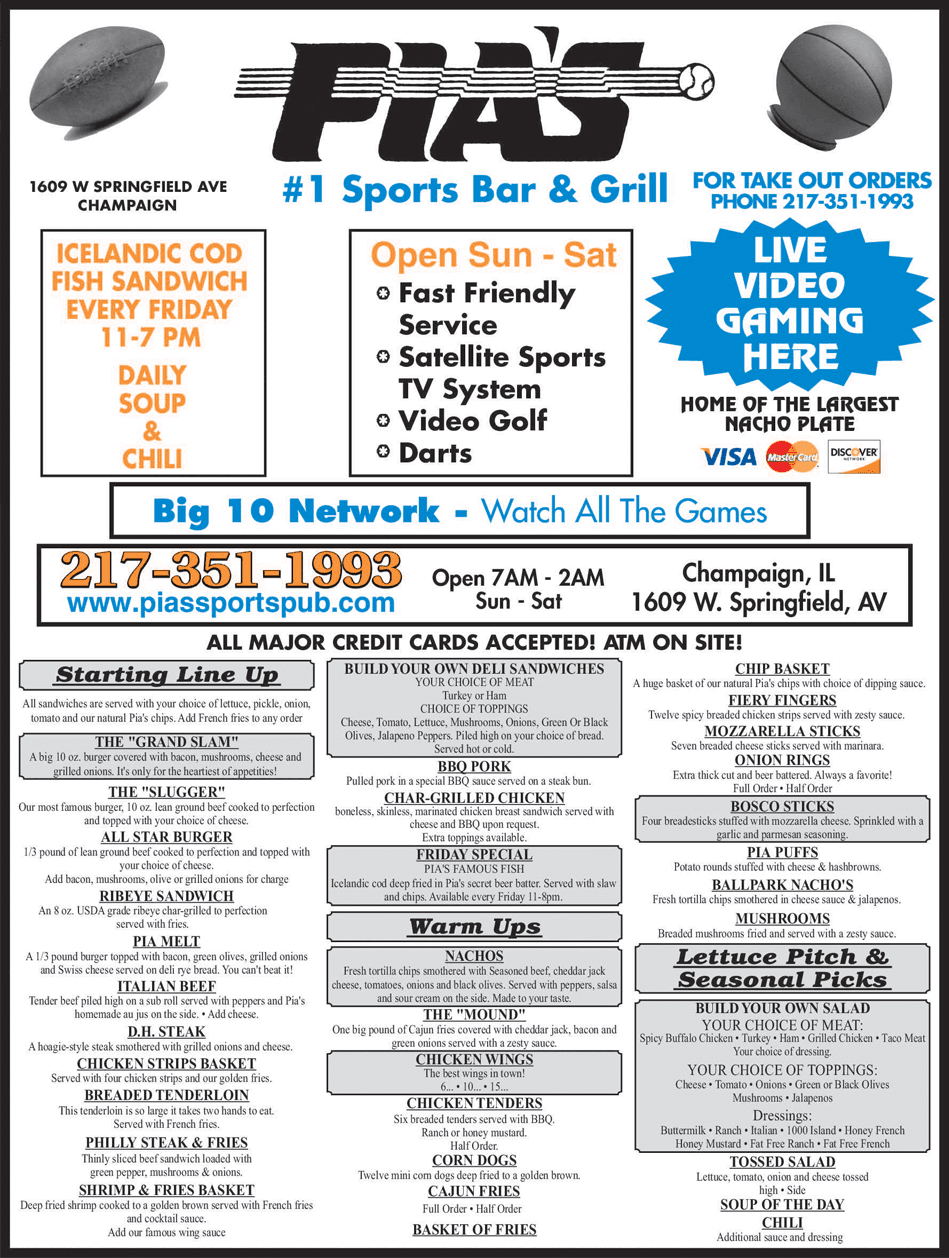 PIA'S
1609 W SPRINGFIELD AVE
CHAMPAIGN
#1 Sports Bar & Grill
FOR TAKE OUT ORDERS
PHONE 217-351-1993
ICELANDIC COD
FISH SANDWICH
EVERY FRIDAY
11-7 PM
DAILY
SOUP
&
CHILI
Open Sun - Sat
Fast Friendly
Service
Satellite Sports
TV System
Video Golf
Darts
LIVE
VIDEO
GAMING
HERE
HOME OF THE LARGEST
NACHO PLATE
VISA
MasterCard
DISCOVER
NETWORK
Big 10 Network - Watch All The Games
217-351-1993
www.piassportspub.com
Open 7AM - 2AM
Sun - Sat
Champaign, IL
1609 W. Springfield, AV
ALL MAJOR CREDIT CARDS ACCEPTED! ATM ON SITE!
Starting Line Up
All sandwiches are served with your choice of lettuce, pickle, onion,
tomato and our natural Pia's chips. Add French fries to any order
THE "GRAND SLAM"
A big 10 oz. burger covered with bacon, mushrooms, cheese and
grilled onions. It's only for the heartiest of appetities!
THE "SLUGGER"
Our most famous burger, 10 oz. lean ground beef cooked to perfection
and topped with your choice of cheese.
ALL STAR BURGER
1/3 pound of lean ground beef cooked to perfection and topped with
your choice of cheese.
Add bacon, mushrooms, olive or grilled onions for charge
RIBEYE SANDWICH
An 8 oz. USDA grade ribeye char-grilled to perfection
served with fries.
PIA MELT
A 1/3 pound burger topped with bacon, green olives, grilled onions
and Swiss cheese served on deli rye bread. You can't beat it!
ITALIAN BEEF
Tender beef piled high on a sub roll served with peppers and Pia's
homemade au jus on the side. • Add cheese.
D.H. STEAK
A hoagie-style steak smothered with grilled onions and cheese.
CHICKEN STRIPS BASKET
Served with four chicken strips and our golden fries.
BREADED TENDERLOIN
This tenderloin is so large it takes two hands to eat.
Served with French fries.
PHILLY STEAK & FRIES
Thinly sliced beef sandwich loaded with
green pepper, mushrooms & onions.
SHRIMP & FRIES BASKET
Deep fried shrimp cooked to a golden brown served with French fries
and cocktail sauce.
Add our famous wing sauce
BUILD YOUR OWN DELI SANDWICHES
YOUR CHOICE OF MEAT
Turkey or Ham
CHOICE OF TOPPINGS
Cheese, Tomato, Lettuce, Mushrooms, Onions, Green Or Black
Olives, Jalapeno Peppers. Piled high on your choice of bread.
Served hot or cold.
BBQ PORK
Pulled pork in a special BBQ sauce served on a steak bun.
CHAR-GRILLED CHICKEN
boneless, skinless, marinated chicken breast sandwich served with
cheese and BBQ upon request.
Extra toppings available.
FRIDAY SPECIAL
PIA'S FAMOUS FISH
Icelandic cod deep fried in Pia's secret beer batter. Served with slaw
and chips. Available every Friday 11-8pm.
Warm Ups
NACHOS
Fresh tortilla chips smothered with Seasoned beef, cheddar jack
cheese, tomatoes, onions and black olives. Served with peppers, salsa
and sour cream on the side. Made to your taste.
THE "MOUND"
One big pound of Cajun fries covered with cheddar jack, bacon and
green onions served with a zesty sauce.
CHICKEN WINGS
The best wings in town!
6... • 10... • 15...
CHICKEN TENDERS
Six breaded tenders served with BBQ.
Ranch or honey mustard.
Half Order.
CORN DOGS
Twelve mini corn dogs deep fried to a golden brown.
CAJUN FRIES
Full Order • Half Order
BASKET OF FRIES
CHIP BASKET
A huge basket of our natural Pia's chips with choice of dipping sauce.
FIERY FINGERS
Twelve spicy breaded chicken strips served with zesty sauce.
MOZZARELLA STICKS
Seven breaded cheese sticks served with marinara.
ONION RINGS
Extra thick cut and beer battered. Always a favorite!
Full Order • Half Order
BOSCO STICKS
Four breadesticks stuffed with mozzarella cheese. Sprinkled with a
garlic and parmesan seasoning.
PIA PUFFS
Potato rounds stuffed with cheese & hashbrowns.
BALLPARK NACHO'S
Fresh tortilla chips smothered in cheese sauce & jalapenos.
MUSHROOMS
Breaded mushrooms fried and served with a zesty sauce.
Lettuce Pitch &
Seasonal Picks
BUILD YOUR OWN SALAD
YOUR CHOICE OF MEAT:
Spicy Buffalo Chicken • Turkey • Ham • Grilled Chicken • Taco Meat
Your choice of dressing.
YOUR CHOICE OF TOPPINGS:
Cheese • Tomato • Onions • Green or Black Olives
Mushrooms • Jalapenos
Dressings:
Buttermilk • Ranch • Italian • 1000 Island • Honey French
Honey Mustard • Fat Free Ranch • Fat Free French
TOSSED SALAD
Lettuce, tomato, onion and cheese tossed
high • Side
SOUP OF THE DAY
CHILI
Additional sauce and dressing